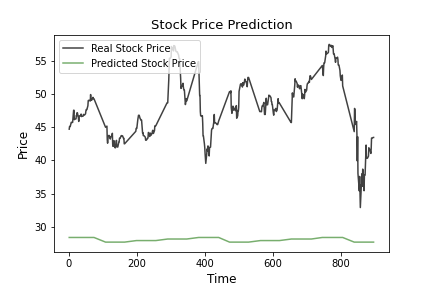 Stock Price Prediction
Real Stock Price
Predicted Stock Price
Price
55
50
45
40
35
30
0 200 400 600 800
Time